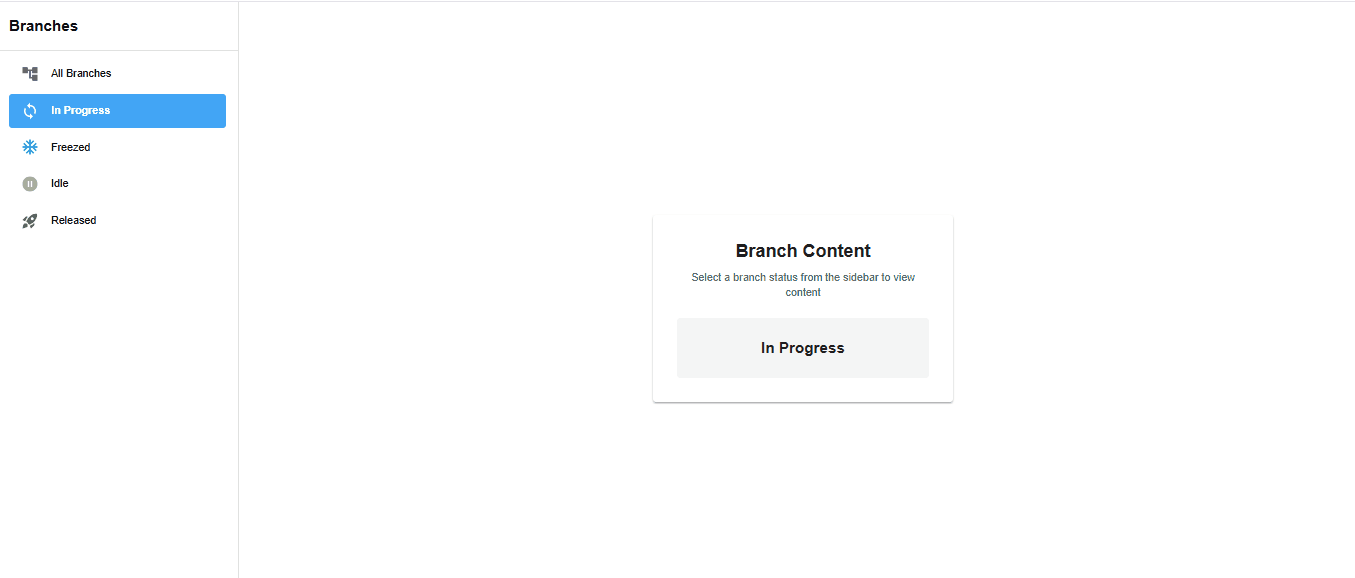 Branches
All Branches
In Progress
Freezed
Idle
Released
Branch Content
Select a branch status from the sidebar to view
content
In Progress